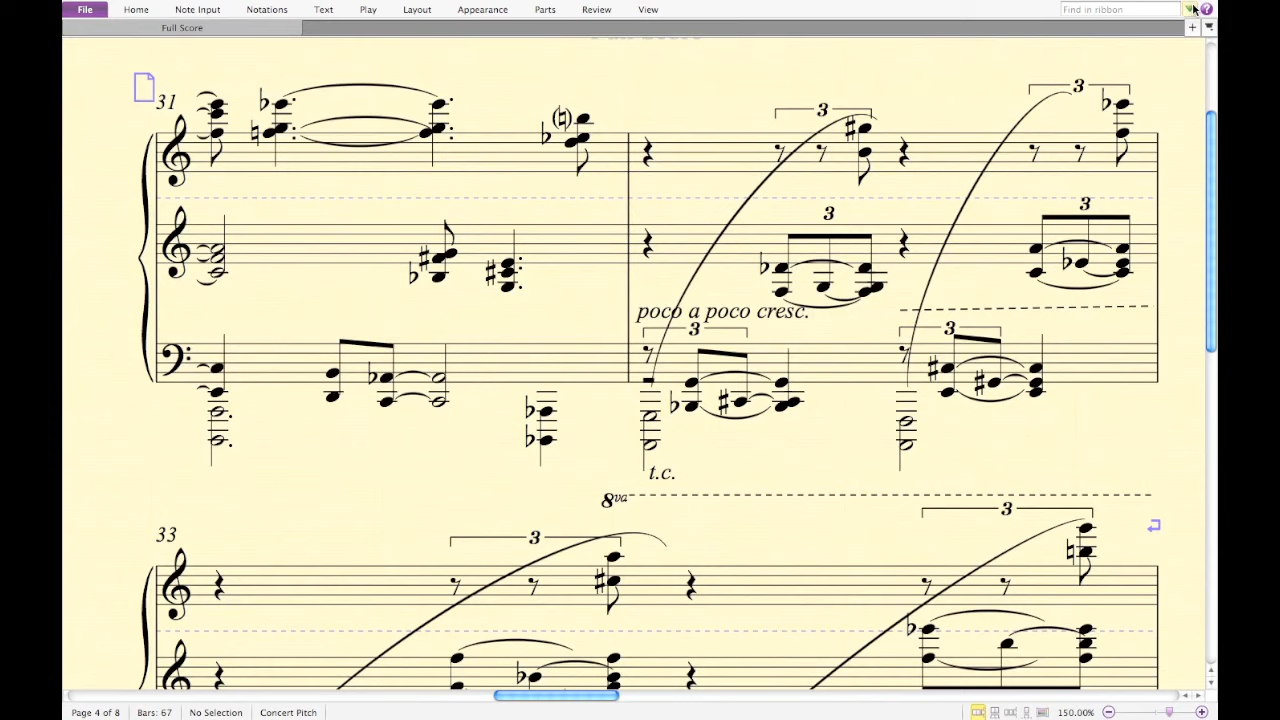 File Home Note Input Notations Text Play Layout Appearance Parts Review View Find in ribbon ?
Full Score +
31 3 3
3 3
poco a poco cresc.
3 3
t.c.
8va
33 3 3
Page 4 of 8 Bars: 67 No Selection Concert Pitch 150.00%